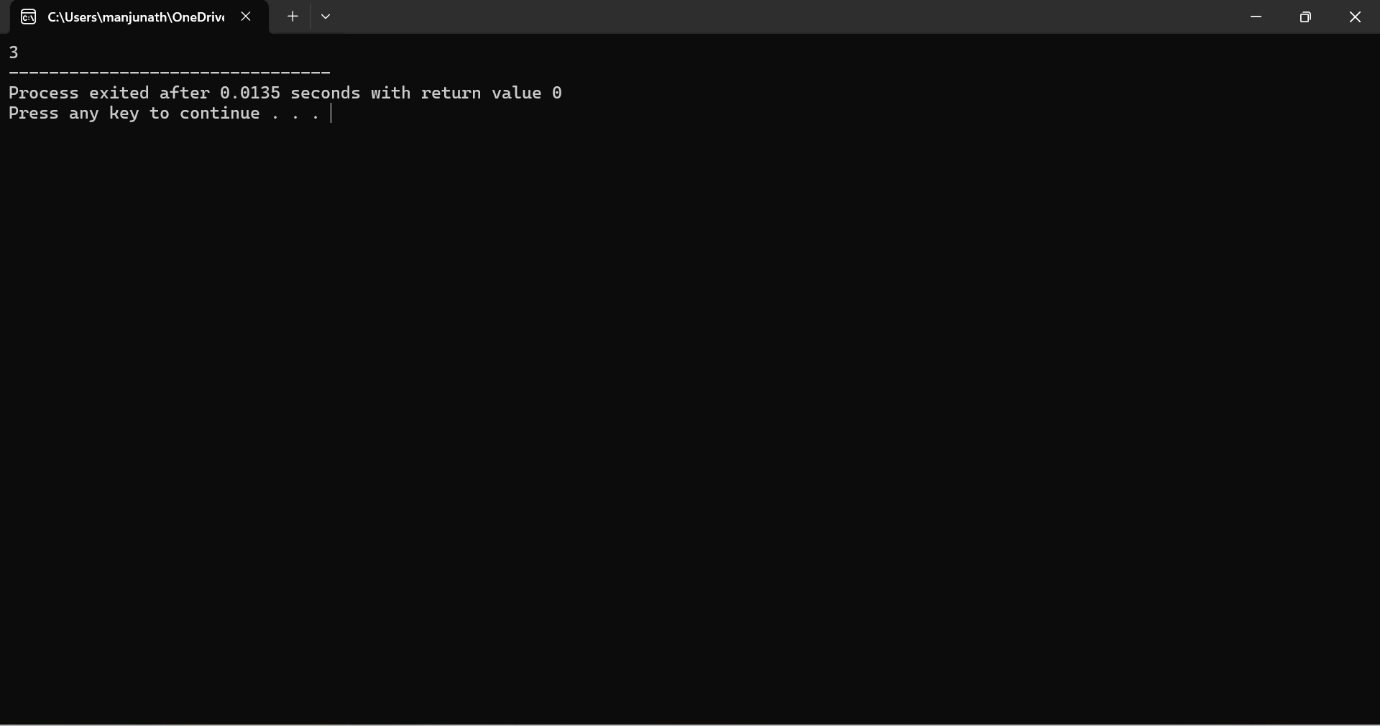 C:\Users\manjunath\OneDriv
3
--------------------------------
Process exited after 0.0135 seconds with return value 0
Press any key to continue . . .